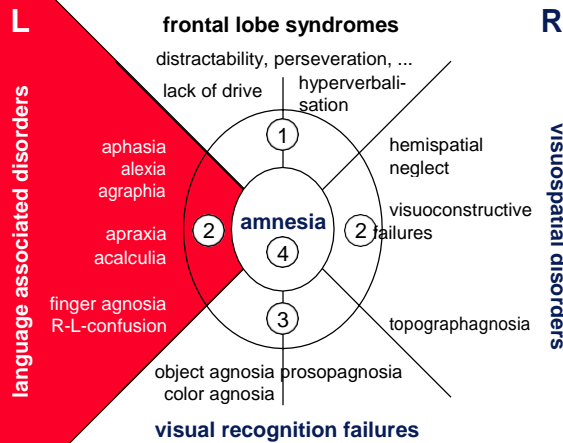 L
frontal lobe syndromes
R
distractability, perseveration, ...
lack of drive
hyperverbali-
sation
1
language associated disorders
aphasia
alexia
agraphia
apraxia
acalculia
finger agnosia
R-L-confusion
2
amnesia
4
2
hemispatial
neglect
visuoconstructive
failures
topographagnosia
visuospatial disorders
3
object agnosia prosopagnosia
color agnosia
visual recognition failures